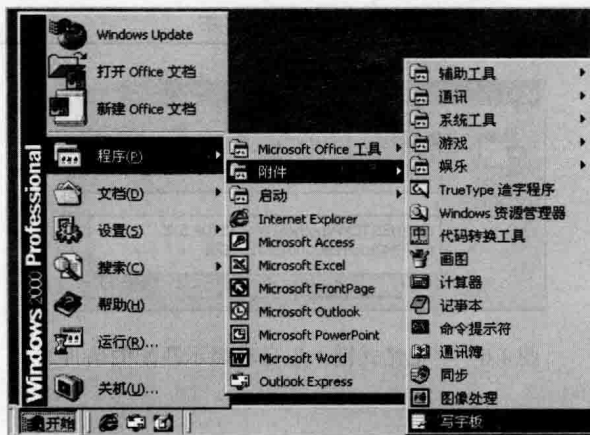 Windows Update
打开 Office 文档
新建 Office 文档
程序(P)
文档(D)
设置(S)
搜索(C)
帮助(H)
运行(R)...
关机(U)...
Windows 2000 Professional
开始
Microsoft Office 工具
附件
启动
Internet Explorer
Microsoft Access
Microsoft Excel
Microsoft FrontPage
Microsoft Outlook
Microsoft PowerPoint
Microsoft Word
Outlook Express
辅助工具
通讯
系统工具
游戏
娱乐
TrueType 造字程序
Windows 资源管理器
代码转换工具
画图
计算器
记事本
命令提示符
通讯簿
同步
图像处理
写字板